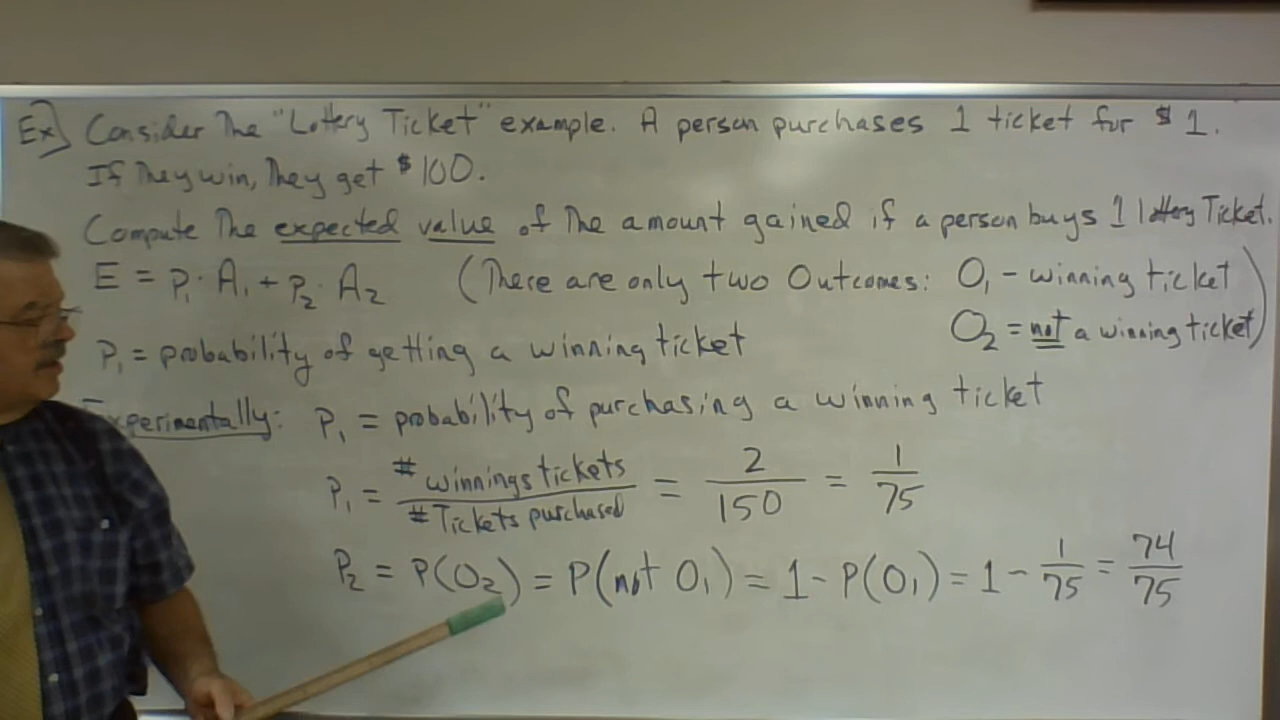 Ex) Consider The "Lottery Ticket" example. A person purchases 1 ticket for $1.
If They win, They get $100.
Compute The expected value of The amount gained if a person buys 1 lottery Ticket.
E = p₁·A₁ + p₂·A₂ (There are only two Outcomes: O₁ - winning ticket
O₂ = not a winning ticket)
p₁ = probability of getting a winning ticket
Experimentally: P₁ = probability of purchasing a winning ticket
P₁ = # winnings tickets / # Tickets purchased = 2/150 = 1/75
P₂ = P(O₂) = P(not O₁) = 1 - P(O₁) = 1 - 1/75 = 74/75